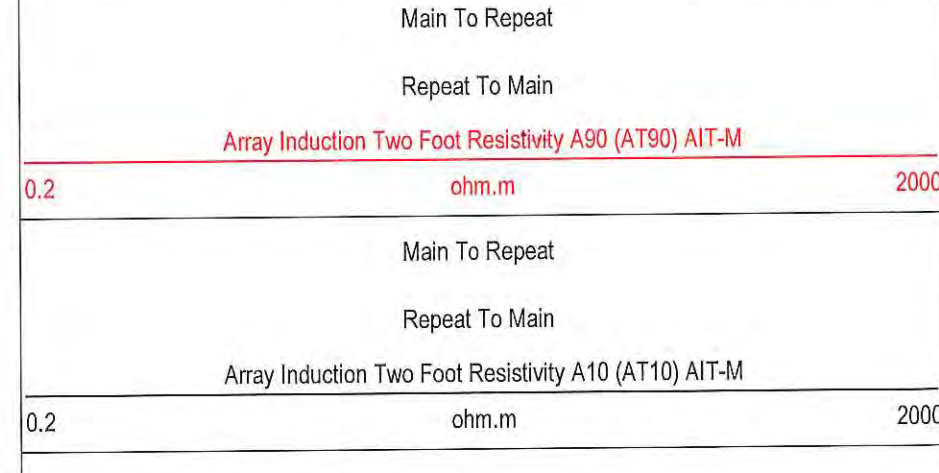 Main To Repeat
Repeat To Main
Array Induction Two Foot Resistivity A90 (AT90) AIT-M
0.2 ohm.m 2000
Main To Repeat
Repeat To Main
Array Induction Two Foot Resistivity A10 (AT10) AIT-M
0.2 ohm.m 2000